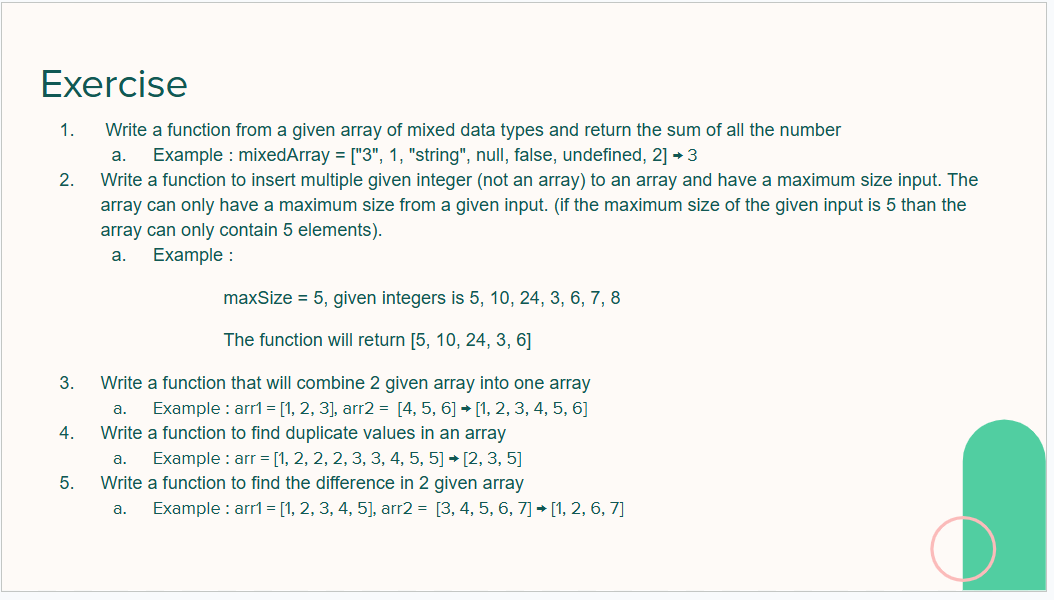 Exercise
1. Write a function from a given array of mixed data types and return the sum of all the number
a. Example : mixedArray = ["3", 1, "string", null, false, undefined, 2] → 3
2. Write a function to insert multiple given integer (not an array) to an array and have a maximum size input. The
array can only have a maximum size from a given input. (if the maximum size of the given input is 5 than the
array can only contain 5 elements).
a. Example :
maxSize = 5, given integers is 5, 10, 24, 3, 6, 7, 8
The function will return [5, 10, 24, 3, 6]
3. Write a function that will combine 2 given array into one array
a. Example : arr1 = [1, 2, 3], arr2 = [4, 5, 6] → [1, 2, 3, 4, 5, 6]
4. Write a function to find duplicate values in an array
a. Example : arr = [1, 2, 2, 2, 3, 3, 4, 5, 5] → [2, 3, 5]
5. Write a function to find the difference in 2 given array
a. Example : arr1 = [1, 2, 3, 4, 5], arr2 = [3, 4, 5, 6, 7] → [1, 2, 6, 7]